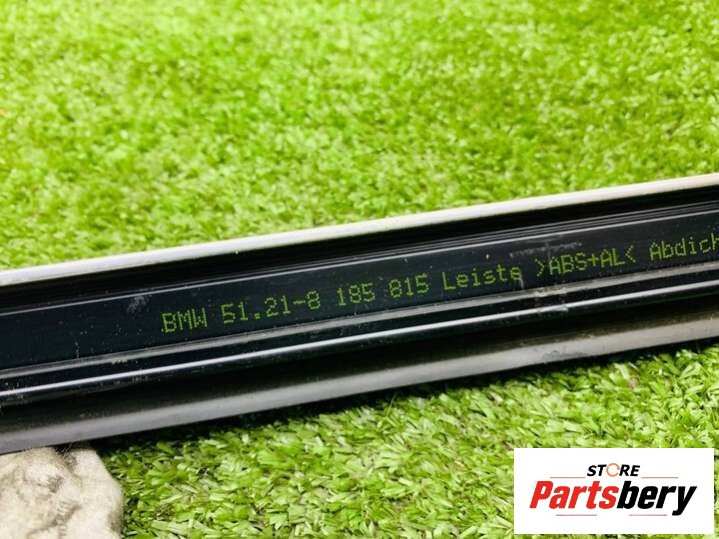 BMW 51.21-8 185 815 Leiste >ABS+AL< Abdich
STORE
Partsbery